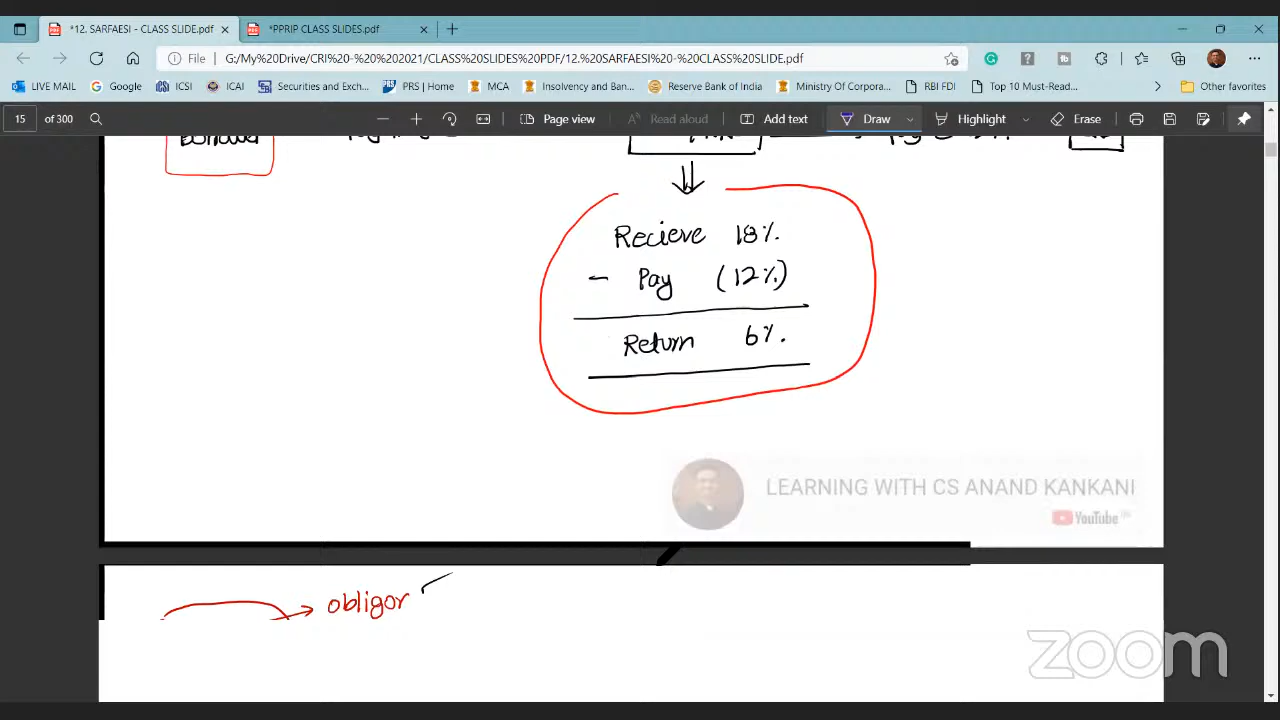 *12. SARFAESI - CLASS SLIDE.pdf
*PPRIP CLASS SLIDES.pdf
File
G:/My%20Drive/CRI%20-%20%202021/CLASS%20SLIDES%20PDF/12.%20SARFAESI%20-%20CLASS%20SLIDE.pdf
LIVE MAIL
Google
ICSI
ICAI
Securities and Exch...
PRS | Home
MCA
Insolvency and Ban...
Reserve Bank of India
Ministry Of Corpora...
RBI FDI
Top 10 Must-Read...
Other favorites
15 of 300
Page view
Read aloud
Add text
Draw
Highlight
Erase
Recieve 18%.
- Pay (12%)
Return 6%.
LEARNING WITH CS ANAND KANKANI
YouTube
obligor
zoom